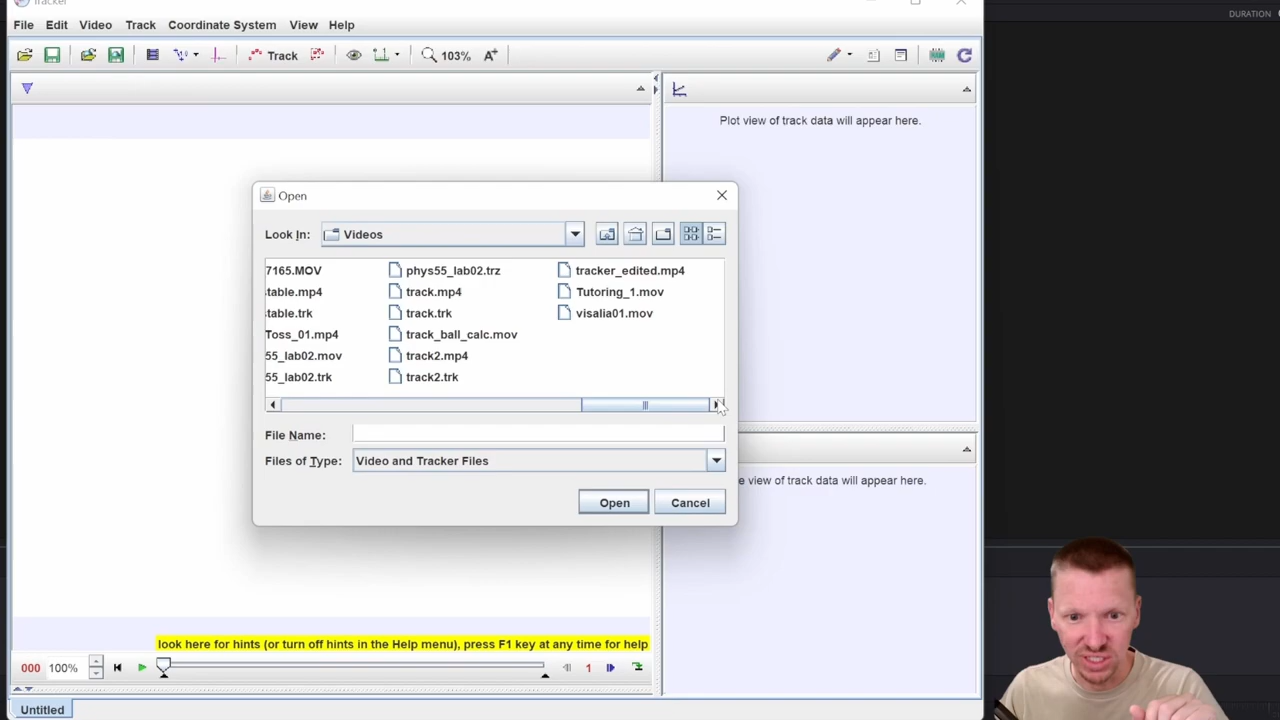 Tracker
DURATION
File Edit Video Track Coordinate System View Help
Track 103% A+
Plot view of track data will appear here.
Open
Look In: Videos
7165.MOV phys55_lab02.trz tracker_edited.mp4
table.mp4 track.mp4 Tutoring_1.mov
table.trk track.trk visalia01.mov
Toss_01.mp4 track_ball_calc.mov
55_lab02.mov track2.mp4
55_lab02.trk track2.trk
File Name:
Files of Type: Video and Tracker Files
e view of track data will appear here.
Open Cancel
look here for hints (or turn off hints in the Help menu), press F1 key at any time for help
000 100% 1
Untitled